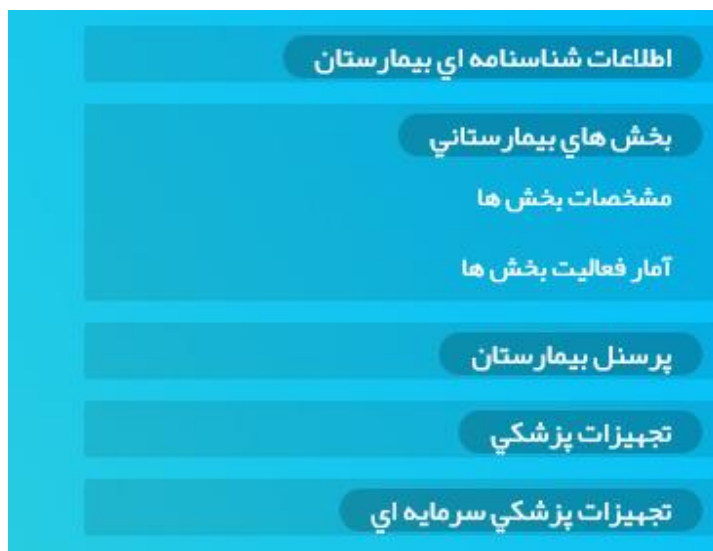 اطلاعات شناسنامه اي بيمارستان
بخش هاي بيمارستاني
مشخصات بخش ها
آمار فعاليت بخش ها
پرسنل بيمارستان
تجهيزات پزشكي
تجهيزات پزشكي سرمايه اي